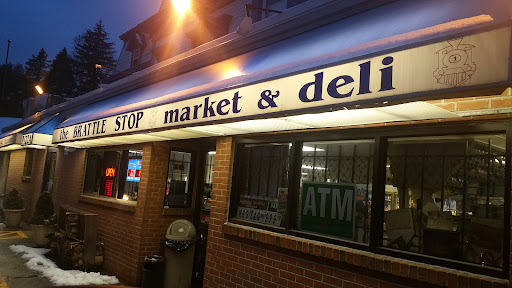 the BRATTLE STOP market & deli
OPEN
ATM